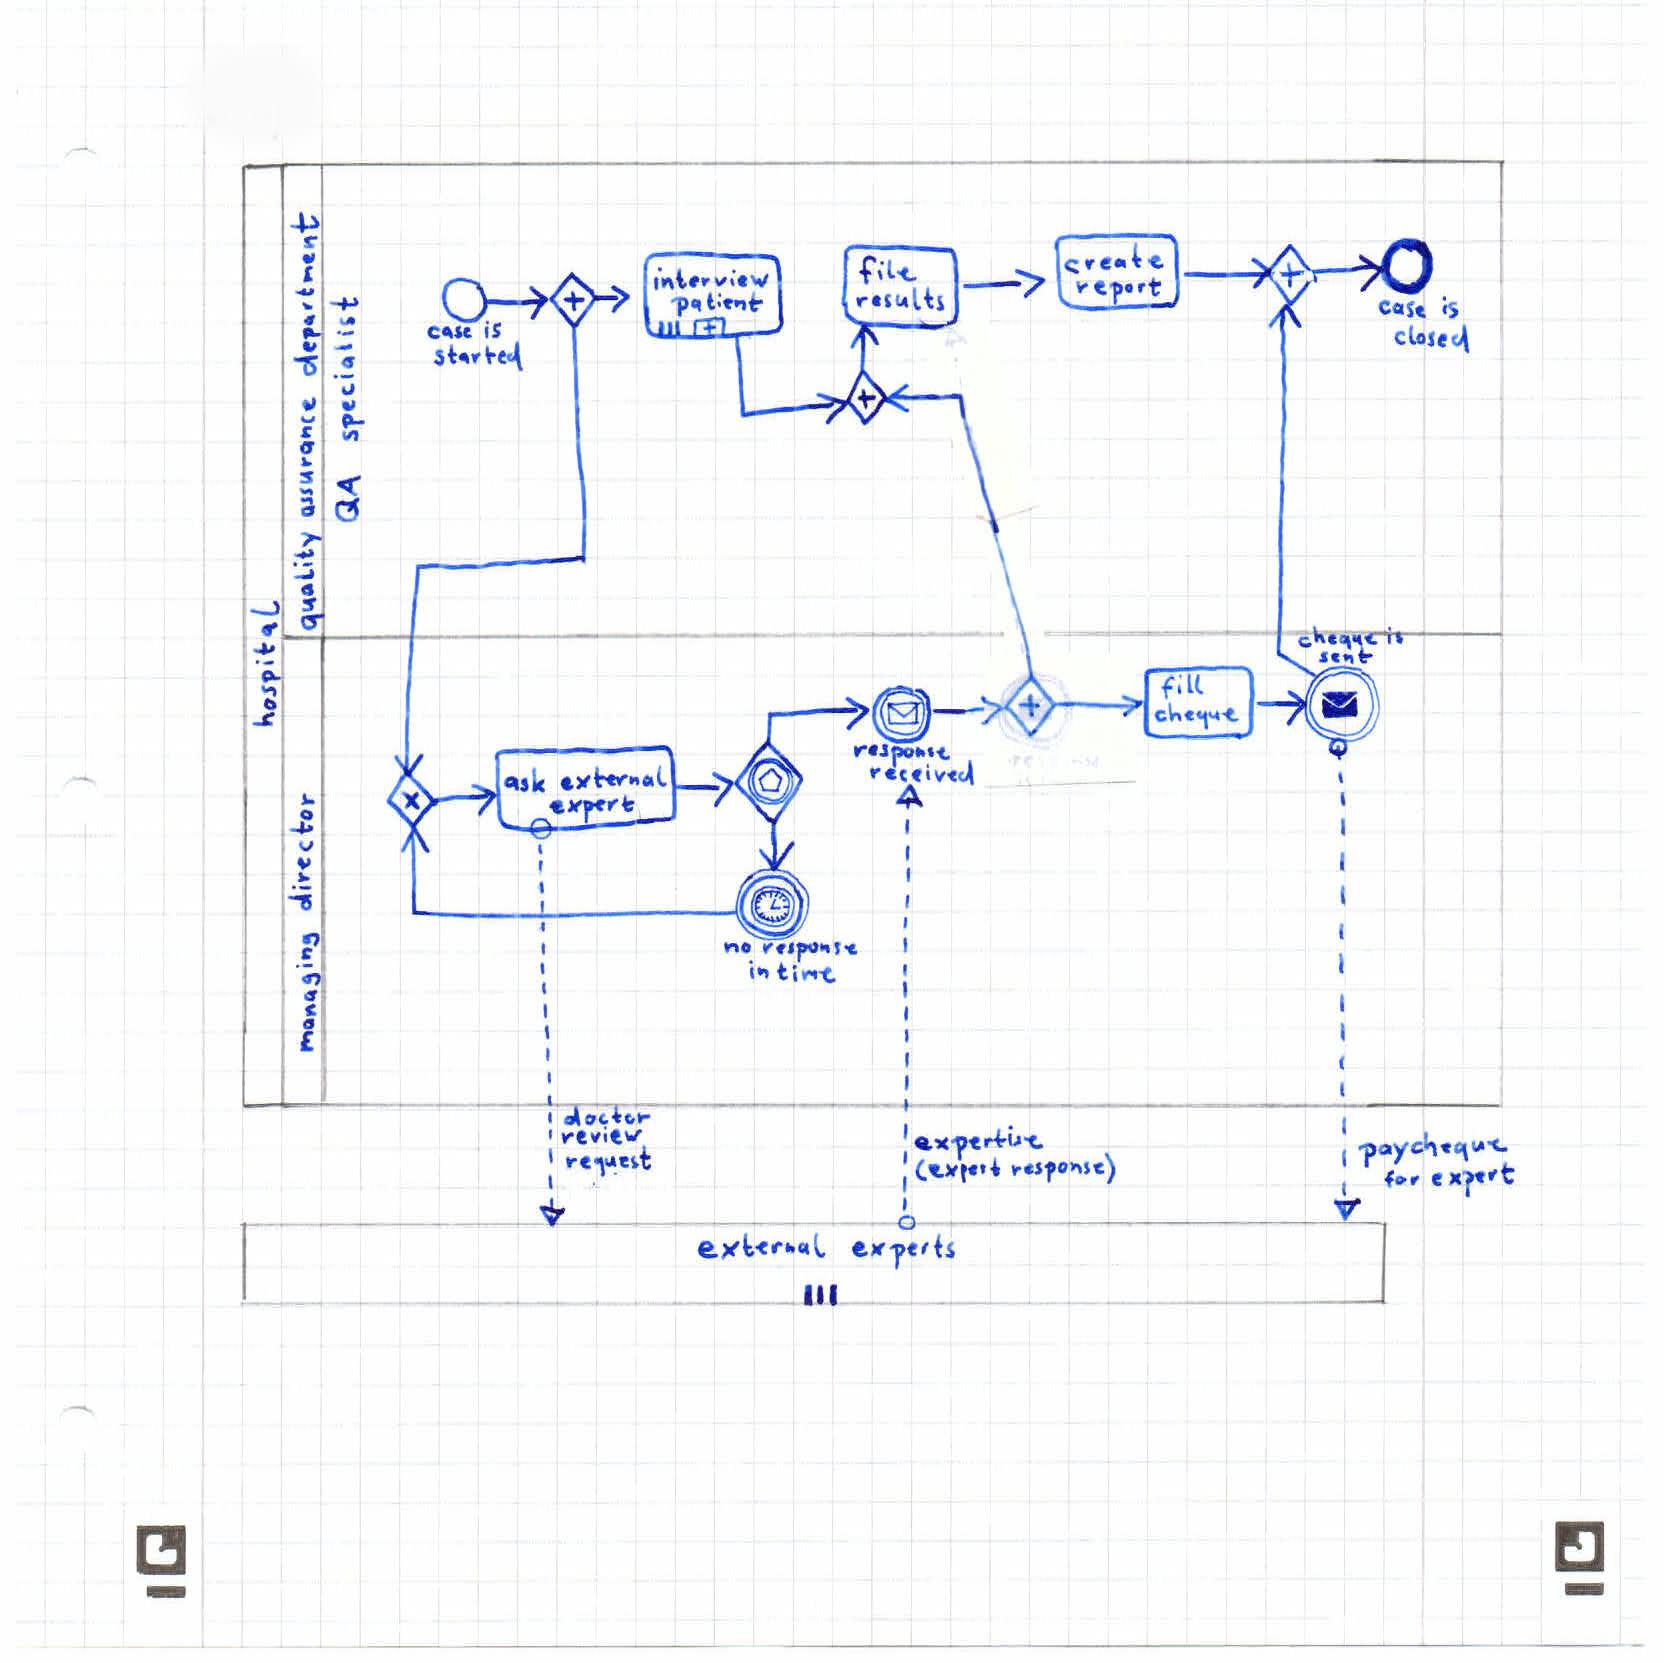 hospital
quality assurance department
QA specialist
managing director
case is
started
interview
patient
file
results
create
report
case is
closed
cheque is
sent
fill
cheque
response
received
ask external
expert
no response
in time
doctor
review
request
expertise
(expert response)
paycheque
for expert
external experts